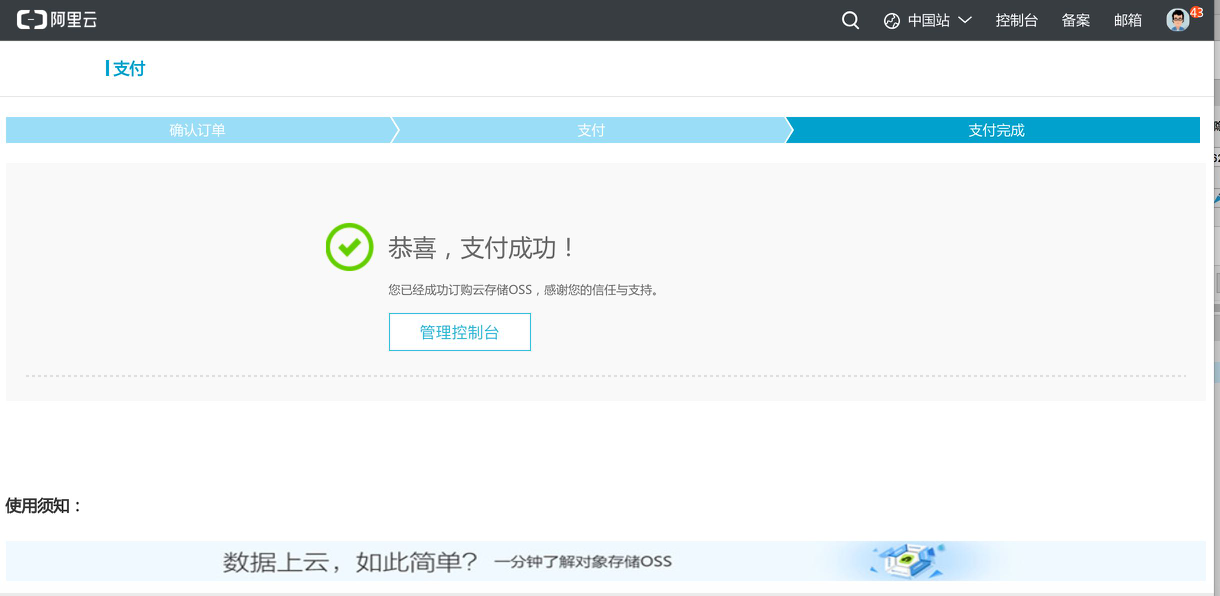 阿里云
中国站 控制台 备案 邮箱 43
支付
确认订单 支付 支付完成
恭喜，支付成功！
您已经成功订购云存储OSS，感谢您的信任与支持。
管理控制台
使用须知：
数据上云，如此简单？ 一分钟了解对象存储OSS